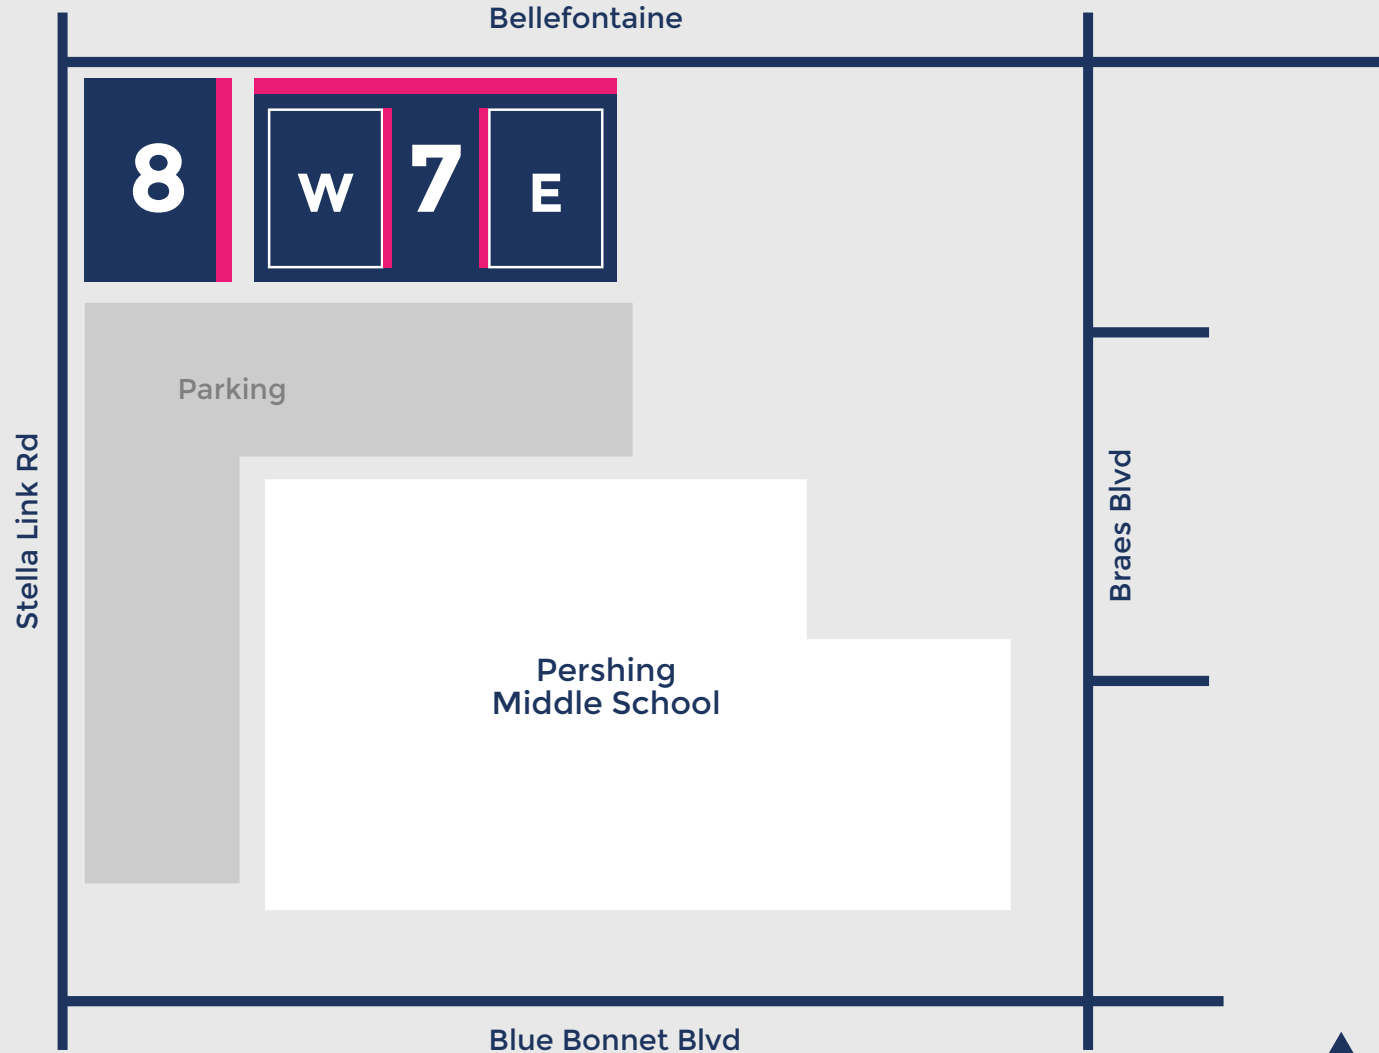 Bellefontaine
8
W
7
E
Parking
Stella Link Rd
Braes Blvd
Pershing
Middle School
Blue Bonnet Blvd